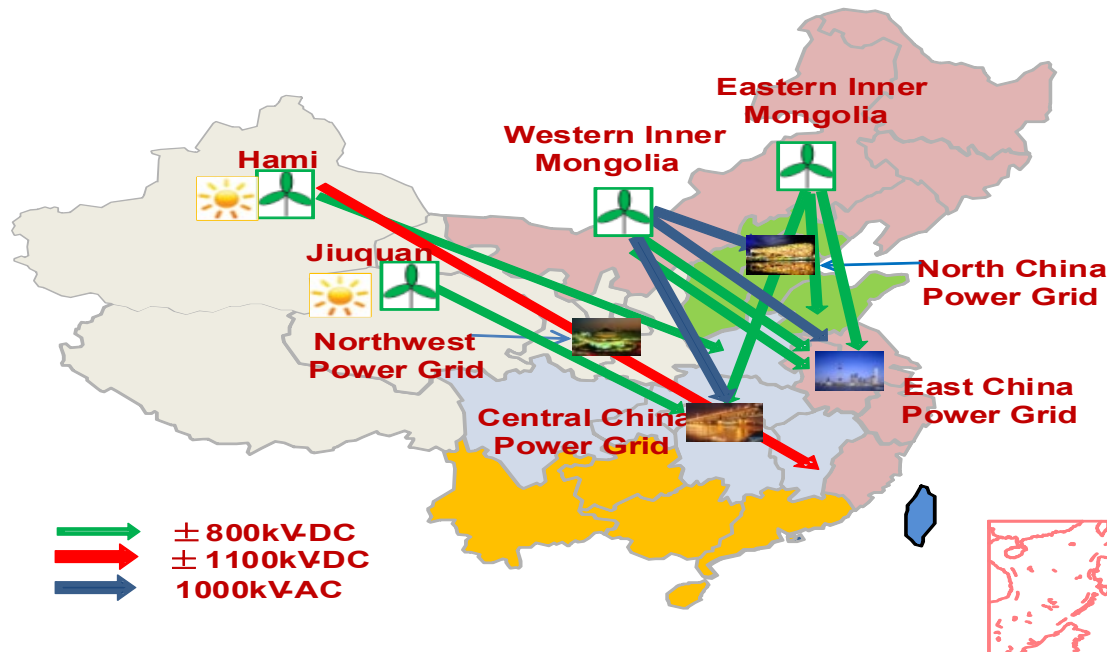 Eastern Inner
Mongolia
Western Inner
Mongolia
Hami
Jiuquan
North China
Power Grid
Northwest
Power Grid
East China
Power Grid
Central China
Power Grid
±800kV-DC
±1100kV-DC
1000kV-AC